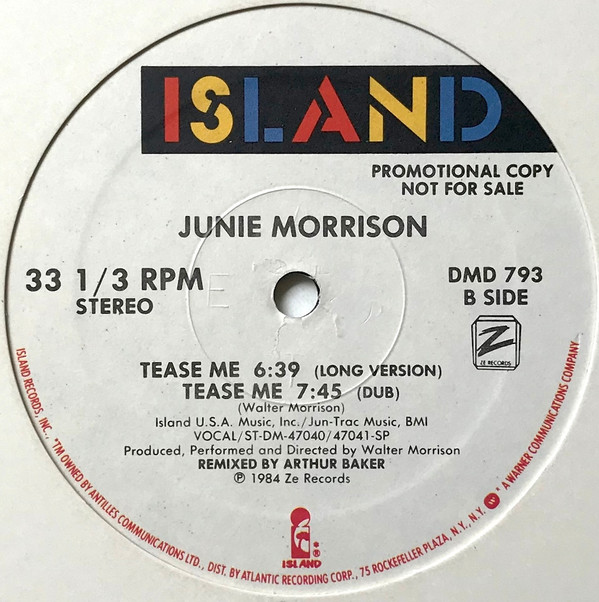 ISLAND
PROMOTIONAL COPY
NOT FOR SALE
JUNIE MORRISON
33 1/3 RPM
STEREO
DMD 793
B SIDE
Z
ZE RECORDS
TEASE ME 6:39 (LONG VERSION)
TEASE ME 7:45 (DUB)
(Walter Morrison)
Island U.S.A. Music, Inc./Jun-Trac Music, BMI
VOCAL/ST-DM-47040/47041-SP
Produced, Performed and Directed by Walter Morrison
REMIXED BY ARTHUR BAKER
℗ 1984 Ze Records
ISLAND®
ISLAND RECORDS, INC., *TM OWNED BY ANTILLES COMMUNICATIONS LTD., DIST. BY ATLANTIC RECORDING CORP., 75 ROCKEFELLER PLAZA, N.Y., N.Y. W * A WARNER COMMUNICATIONS COMPANY.